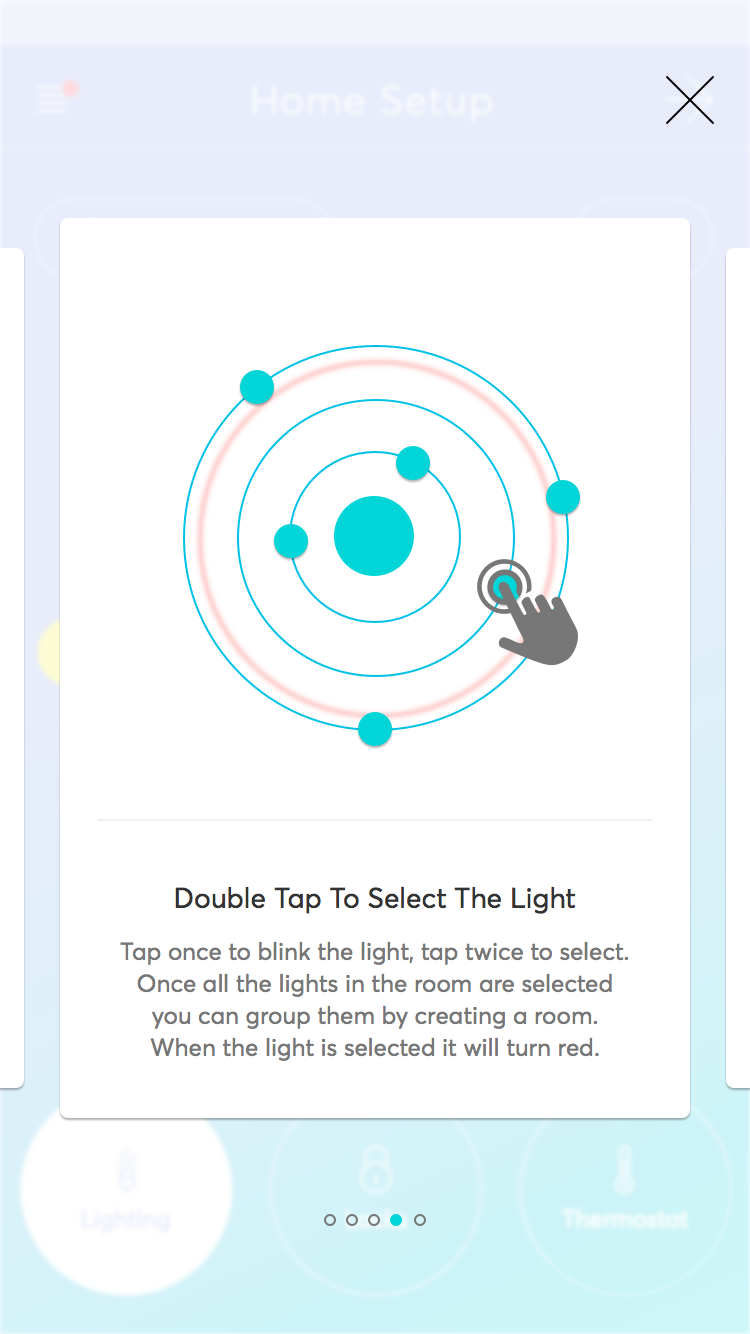 Home Setup
Double Tap To Select The Light
Tap once to blink the light, tap twice to select.
Once all the lights in the room are selected
you can group them by creating a room.
When the light is selected it will turn red.
Lighting
Thermostat